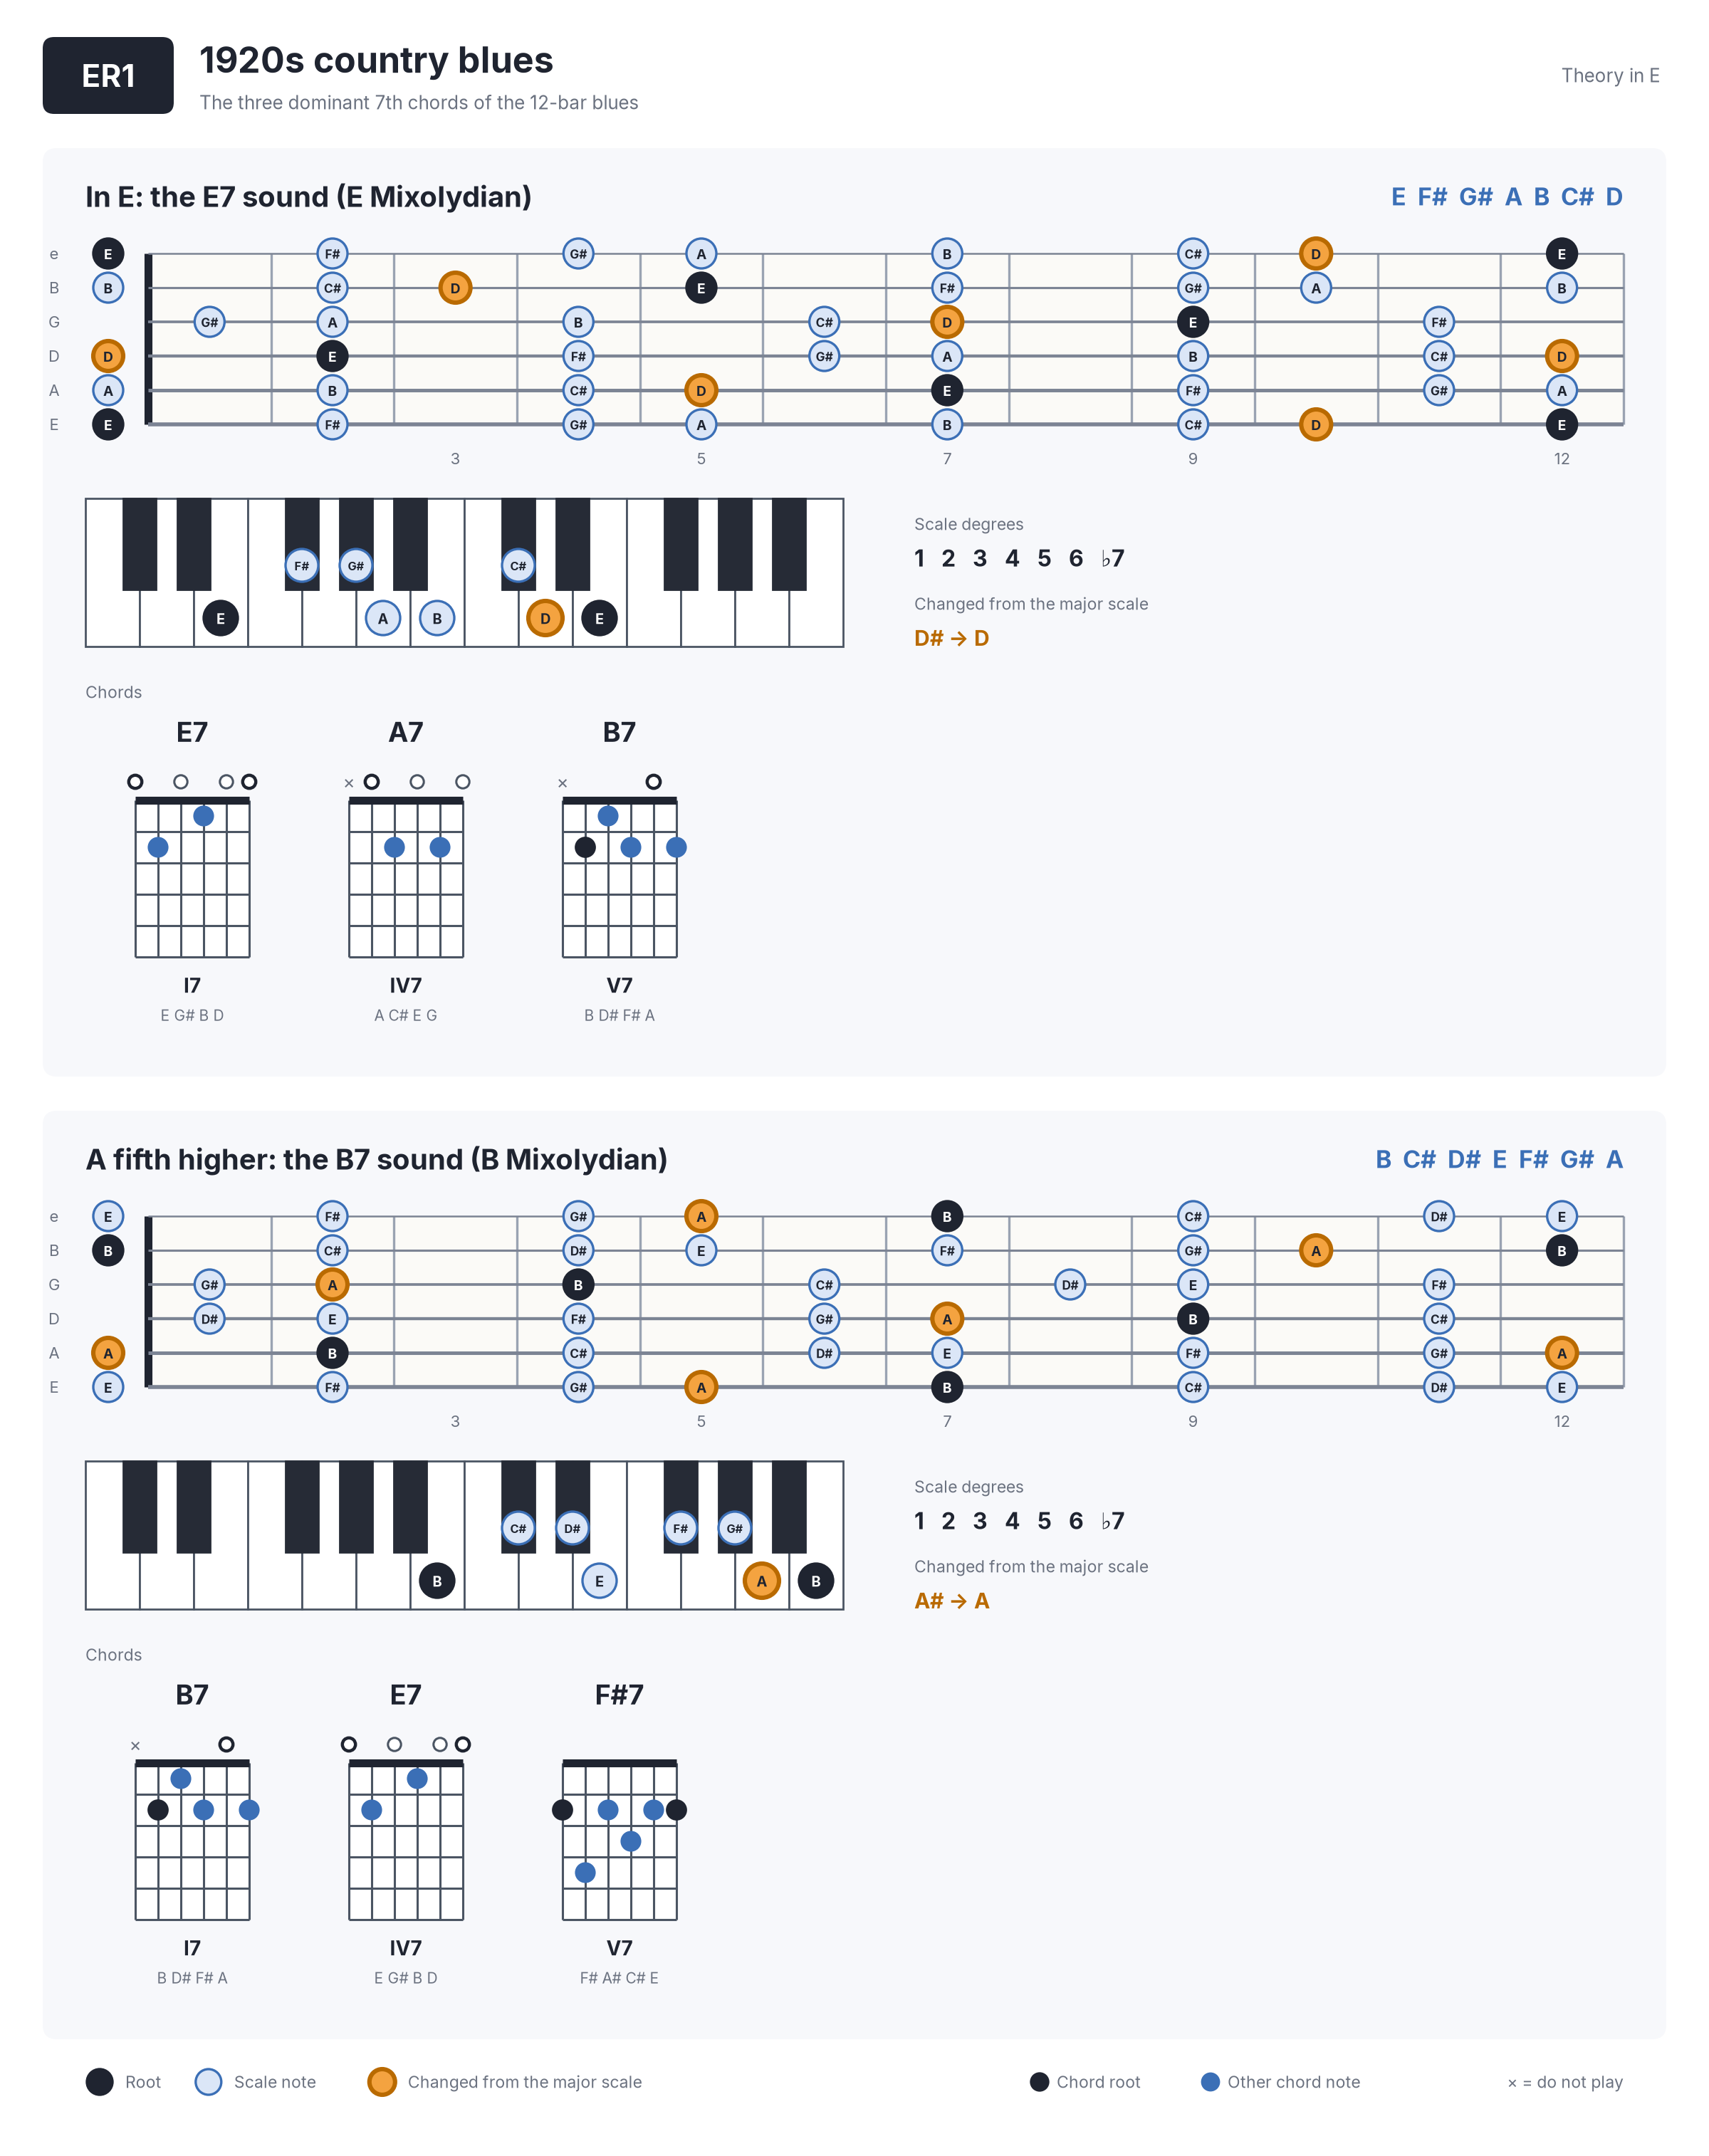 ER1
1920s country blues
The three dominant 7th chords of the 12-bar blues
Theory in E
In E: the E7 sound (E Mixolydian)
E F# G# A B C# D
e E F# G# A B C# D E
B B C# D E F# G# A B
G G# A B C# D E F#
D D E F# G# A B C# D
A A B C# D E F# G# A
E E F# G# A B C# D E
3 5 7 9 12
F# G# C#
E A B D E
Scale degrees
1 2 3 4 5 6 ♭7
Changed from the major scale
D# → D
Chords
E7 A7 B7
× ×
I7 IV7 V7
E G# B D A C# E G B D# F# A
A fifth higher: the B7 sound (B Mixolydian)
B C# D# E F# G# A
e E F# G# A B C# D# E
B B C# D# E F# G# A B
G G# A B C# D# E F#
D D# E F# G# A B C#
A A B C# D# E F# G# A
E E F# G# A B C# D# E
3 5 7 9 12
C# D# F# G#
B E A B
Scale degrees
1 2 3 4 5 6 ♭7
Changed from the major scale
A# → A
Chords
B7 E7 F#7
×
I7 IV7 V7
B D# F# A E G# B D F# A# C# E
Root Scale note Changed from the major scale Chord root Other chord note × = do not play